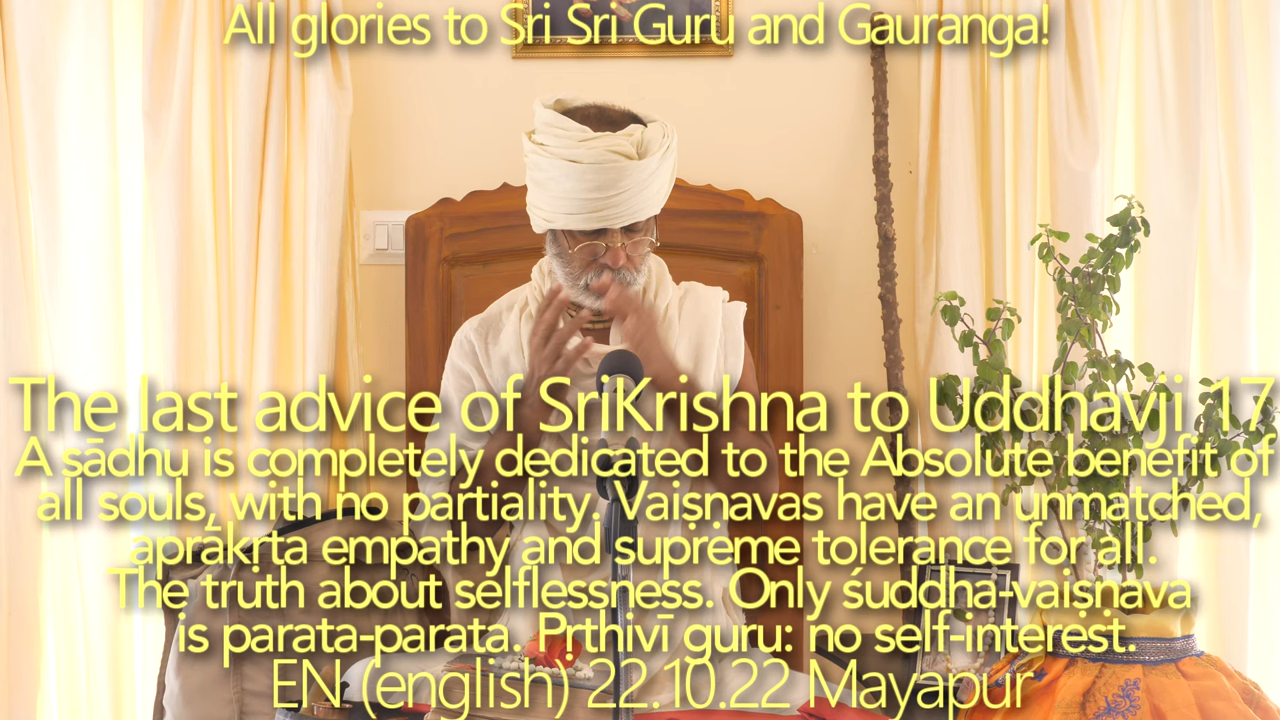 All glories to Sri Sri Guru and Gauranga!
The last advice of SriKrishna to Uddhavji 17
A sādhu is completely dedicated to the Absolute benefit of
all souls, with no partiality. Vaiṣṇavas have an unmatched,
aprākṛta empathy and supreme tolerance for all.
The truth about selflessness. Only śuddha-vaiṣṇava
is parata-parata. Pṛthivī guru: no self-interest.
EN (english) 22.10.22 Mayapur